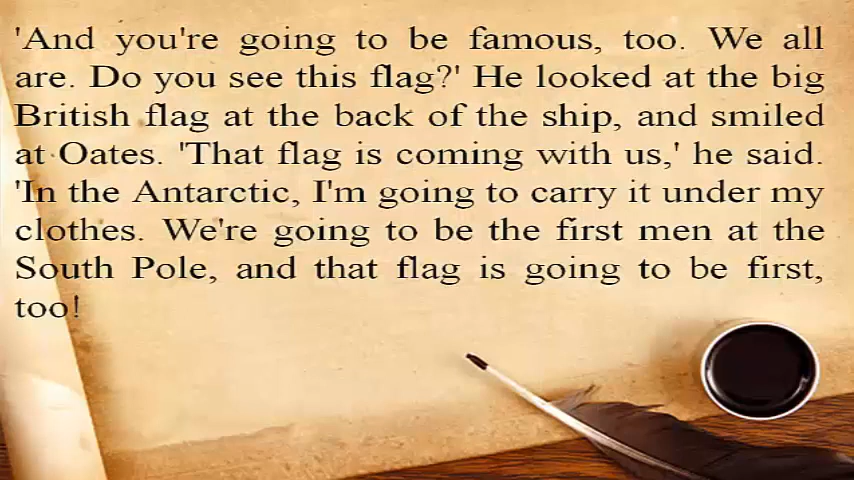 'And you're going to be famous, too. We all
are. Do you see this flag?' He looked at the big
British flag at the back of the ship, and smiled
at Oates. 'That flag is coming with us,' he said.
'In the Antarctic, I'm going to carry it under my
clothes. We're going to be the first men at the
South Pole, and that flag is going to be first,
too!